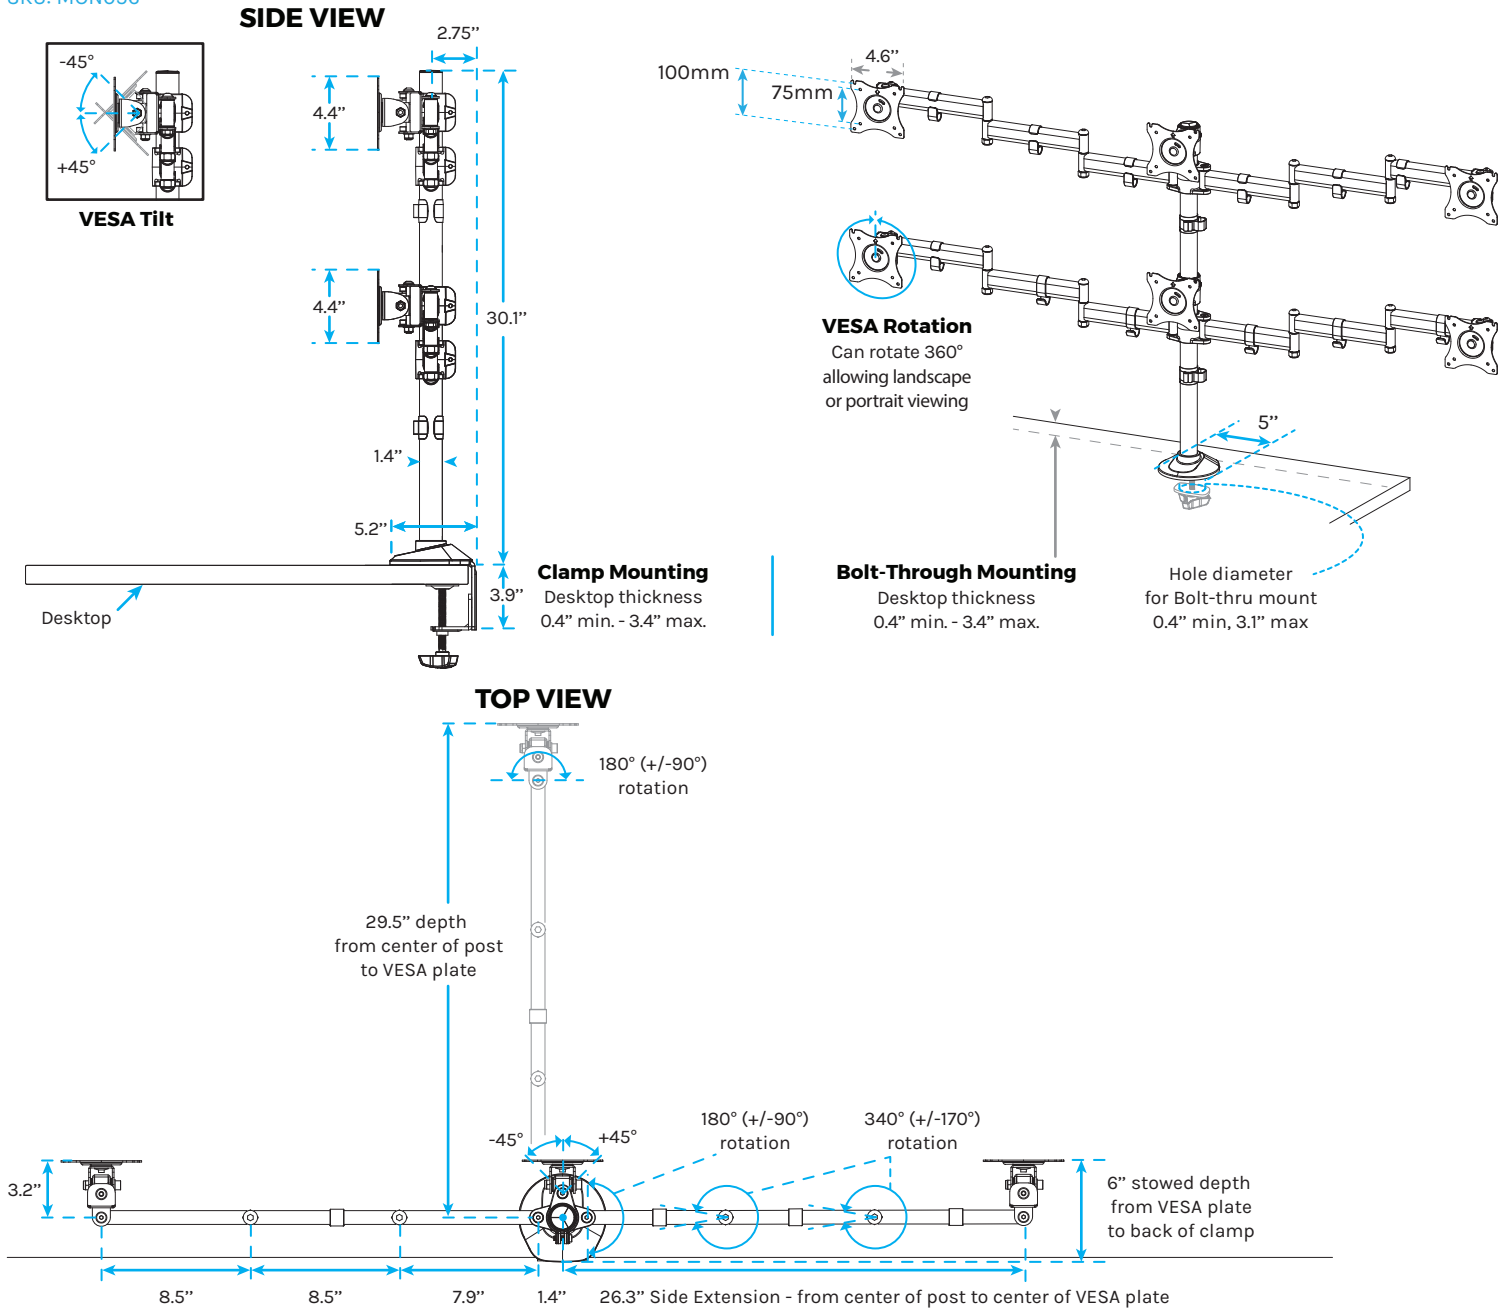 SIDE VIEW
2.75”
-45°
+45°
VESA Tilt
4.4”
4.4”
30.1”
1.4”
5.2”
3.9”
Desktop
Clamp Mounting
Desktop thickness
0.4” min. - 3.4” max.
100mm
75mm
4.6”
VESA Rotation
Can rotate 360°
allowing landscape
or portrait viewing
5”
Bolt-Through Mounting
Desktop thickness
0.4” min. - 3.4” max.
Hole diameter
for Bolt-thru mount
0.4” min, 3.1” max
TOP VIEW
180° (+/-90°)
rotation
29.5” depth
from center of post
to VESA plate
-45°
+45°
180° (+/-90°)
rotation
340° (+/-170°)
rotation
3.2”
6” stowed depth
from VESA plate
to back of clamp
8.5”
8.5”
7.9”
1.4”
26.3” Side Extension - from center of post to center of VESA plate